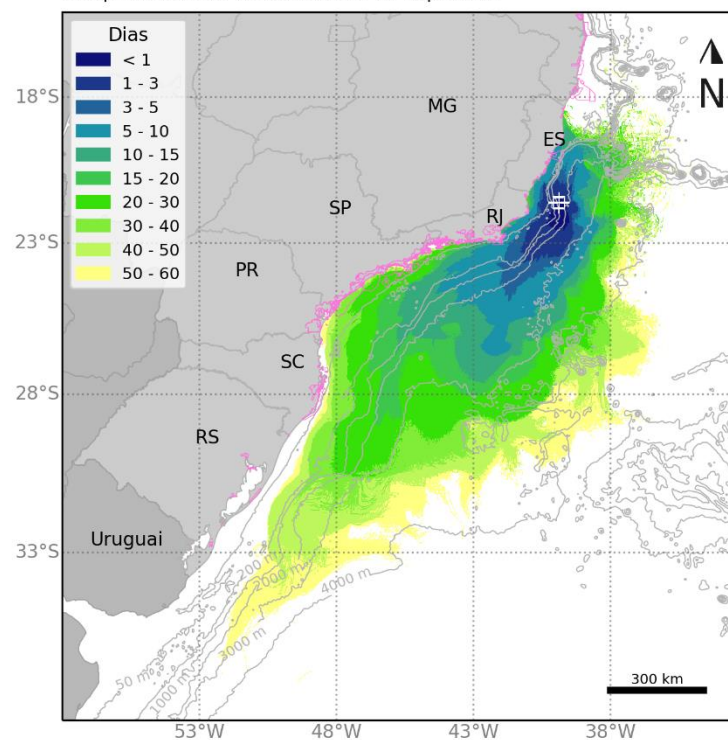 Dias
< 1
1 - 3
3 - 5
5 - 10
10 - 15
15 - 20
20 - 30
30 - 40
40 - 50
50 - 60
N
18°S
23°S
28°S
33°S
MG
ES
SP
RJ
PR
SC
RS
Uruguai
50 m
200 m
1000 m
2000 m
3000 m
4000 m
300 km
53°W
48°W
43°W
38°W